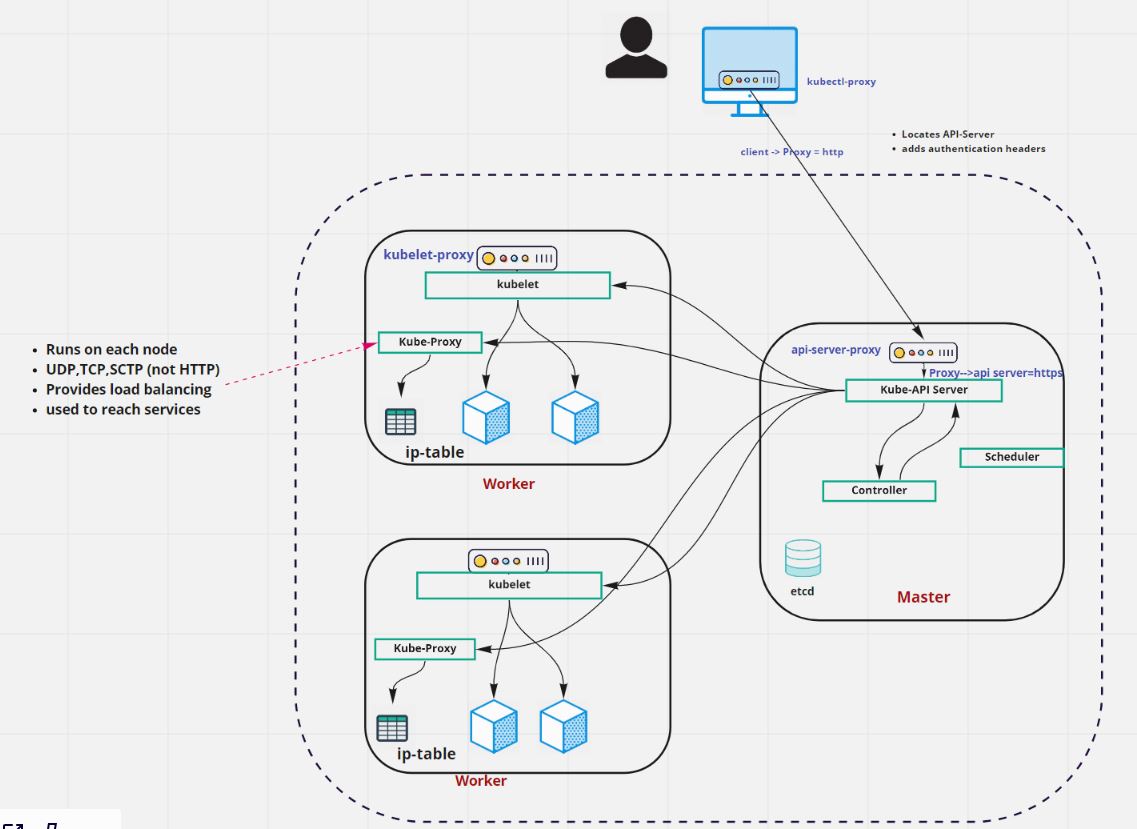 kubectl-proxy
client -> Proxy = http
• Locates API-Server
• adds authentication headers
kubelet-proxy
kubelet
Kube-Proxy
ip-table
Worker
• Runs on each node
• UDP,TCP,SCTP (not HTTP)
• Provides load balancing
• used to reach services
api-server-proxy
Proxy-->api server=https
Kube-API Server
Scheduler
Controller
etcd
Master
kubelet
Kube-Proxy
ip-table
Worker